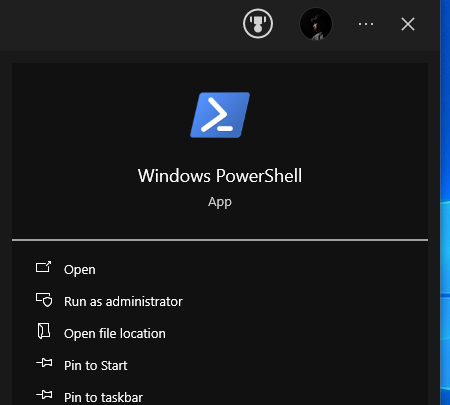 Windows PowerShell
App
Open
Run as administrator
Open file location
Pin to Start
Pin to taskbar